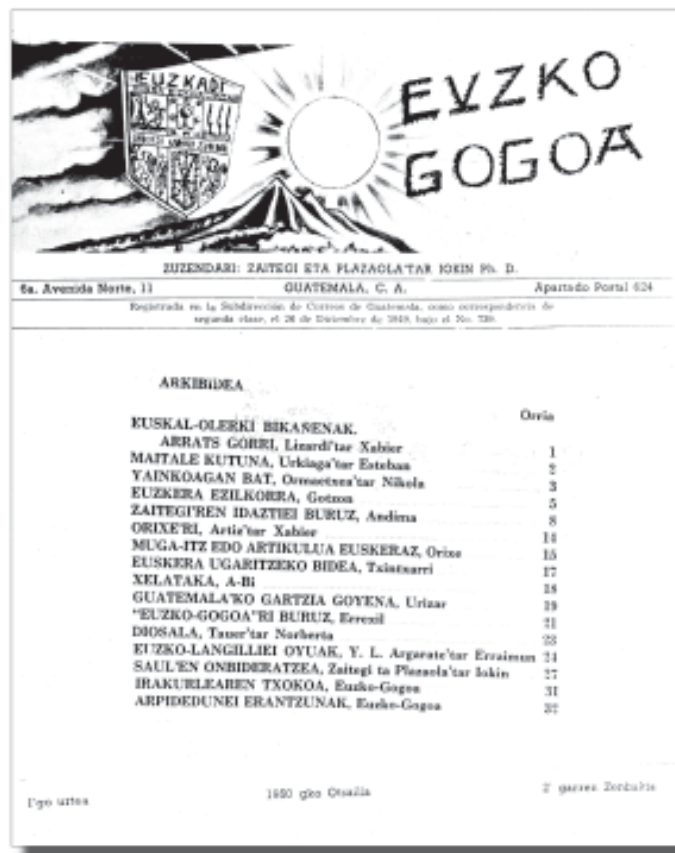 EUZKADI
EVZKO
GOGOA
ZUZENDARI: ZAITEGI ETA PLAZAOLA'TAR IOKIN Ph. D.
6a. Avenida Norte, 11 GUATEMALA, C. A. Apartado Postal 624
Registrada en la Subdirección de Correos de Guatemala, como correspondencia de
segunda clase, el 26 de Diciembre de 1949, bajo el No.
ARKIBIDEA
Orria
EUSKAL-OLERKI BIKAÑENAK.
ARRATS GORRI, Lizardi'tar Xabier 1
MAITALE KUTUNA, Urkiaga'tar Esteban 2
YAINKOAGAN BAT, Ormaetxea'tar Nikola 3
EUZKERA EZILKORRA, Gotzon 5
ZAITEGI'REN IDAZTIEI BURUZ, Andima 8
ORIXE'RI, Artiz'tar Xabier 14
MUGA-ITZ EDO ARTIKULUA EUSKERAZ, Orixe 15
EUSKERA UGARITZEKO BIDEA, Txintxarri 17
XELATAKA, A-Bi 18
GUATEMALA'KO GARTZIA GOYENA, Urizar 19
"EUZKO-GOGOA"RI BURUZ, Errexil 21
DIOSALA, Tauer'tar Norberta 23
EUZKO-LANGILLIEI OYUAK, Y. L. Argarate'tar Erraimun 24
SAUL'EN ONBIDERATZEA, Zaitegi ta Plazaola'tar Iokin 27
IRAKURLEAREN TXOKOA, Euzko-Gogoa 31
ARPIDEDUNEI ERANTZUNAK, Euzko-Gogoa 32
I'go urtea 1950 gko Otsailla 2' garren Zenbakia